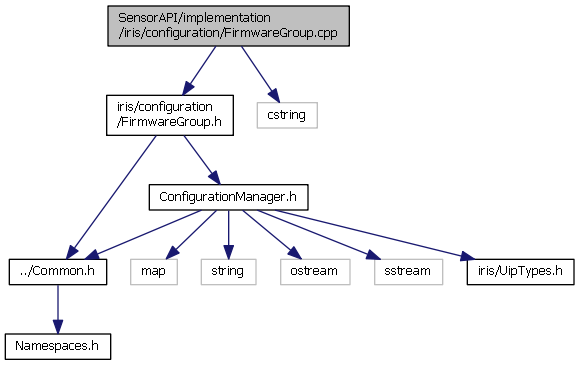 SensorAPI/implementation
/iris/configuration/FirmwareGroup.cpp
iris/configuration
/FirmwareGroup.h
cstring
ConfigurationManager.h
../Common.h
map
string
ostream
sstream
iris/UipTypes.h
Namespaces.h